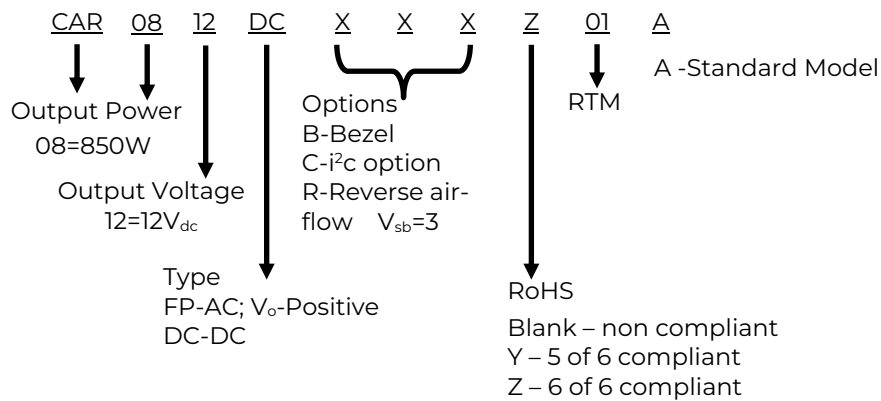 CAR 08 12 DC X X X Z 01 A
A -Standard Model
Output Power
08=850W
Output Voltage
12=12Vdc
Options
B-Bezel
C-i²c option
R-Reverse air-
flow Vsb=3
RTM
Type
FP-AC; Vo-Positive
DC-DC
RoHS
Blank – non compliant
Y – 5 of 6 compliant
Z – 6 of 6 compliant